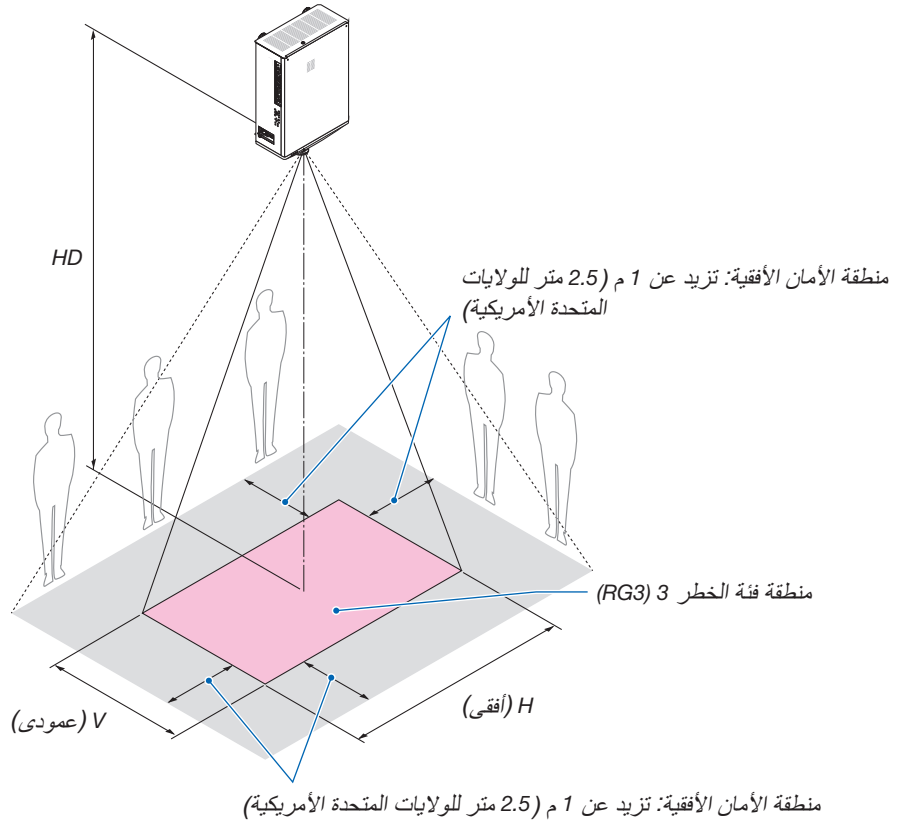 HD
منطقة الأمان الأفقية: تزيد عن 1 م (2.5 متر للولايات
المتحدة الأمريكية)
منطقة فئة الخطر 3 (RG3)
H (أفقى)
V (عمودى)
منطقة الأمان الأفقية: تزيد عن 1 م (2.5 متر للولايات المتحدة الأمريكية)